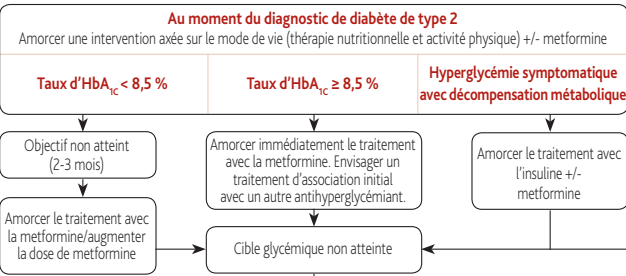 Au moment du diagnostic de diabète de type 2
Amorcer une intervention axée sur le mode de vie (thérapie nutritionnelle et activité physique) +/- metformine
Taux d'HbA1C < 8,5 %
Taux d'HbA1C ≥ 8,5 %
Hyperglycémie symptomatique
avec décompensation métabolique
Objectif non atteint
(2-3 mois)
Amorcer immédiatement le traitement
avec la metformine. Envisager un
traitement d'association initial
avec un autre antihyperglycémiant.
Amorcer le traitement avec
l'insuline +/-
metformine
Amorcer le traitement avec
la metformine/augmenter
la dose de metformine
Cible glycémique non atteinte